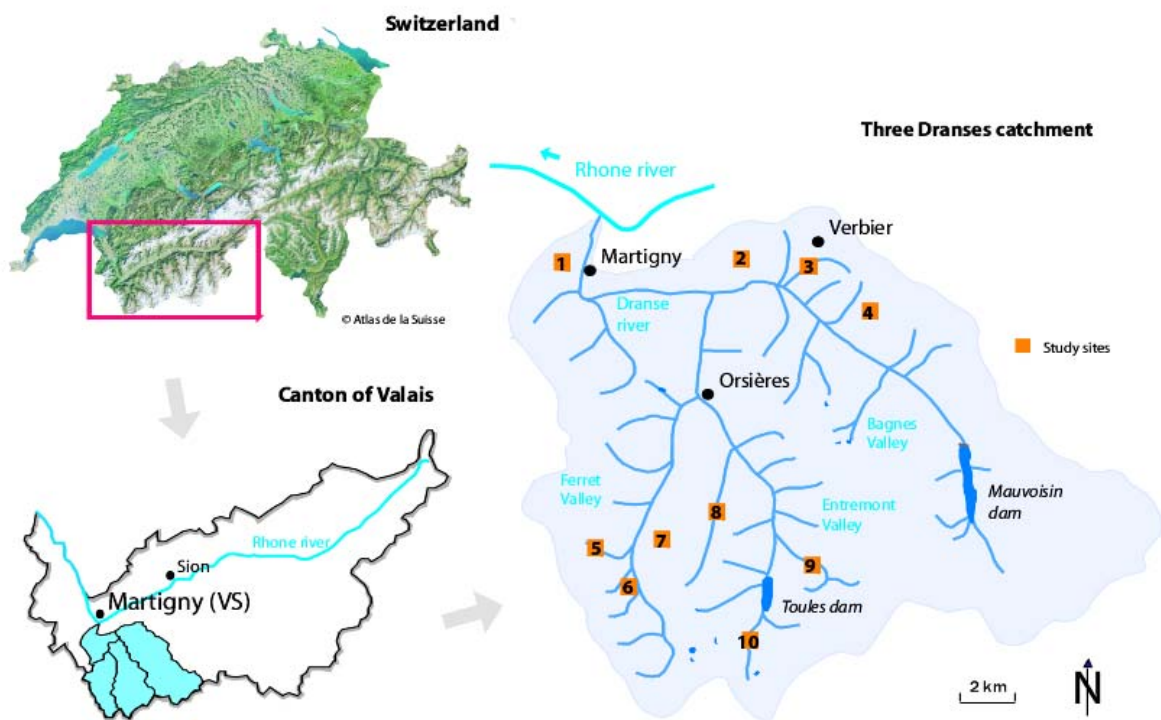 Switzerland
© Atlas de la Suisse
Three Dranses catchment
Rhone river
Verbier
1
Martigny
2
3
4
Dranse
river
Study sites
Orsières
Bagnes
Valley
Mauvoisin
dam
Ferret
Valley
Entremont
Valley
5
6
7
8
9
10
Toules dam
2 km
N
Canton of Valais
Rhone river
Sion
Martigny (VS)